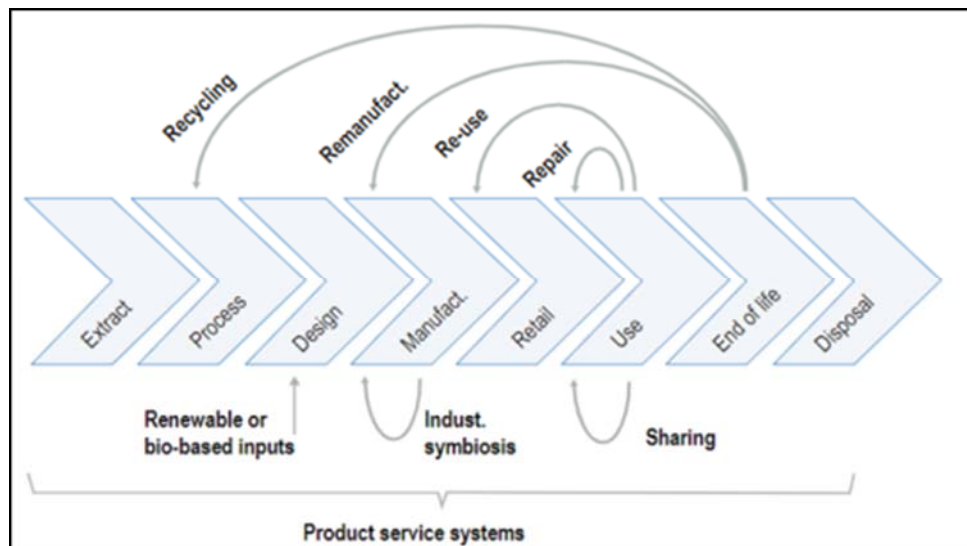 Recycling
Remanufact.
Re-use
Repair
Extract
Process
Design
Manufact.
Retail
Use
End of life
Disposal
Renewable or
bio-based inputs
Indust.
symbiosis
Sharing
Product service systems